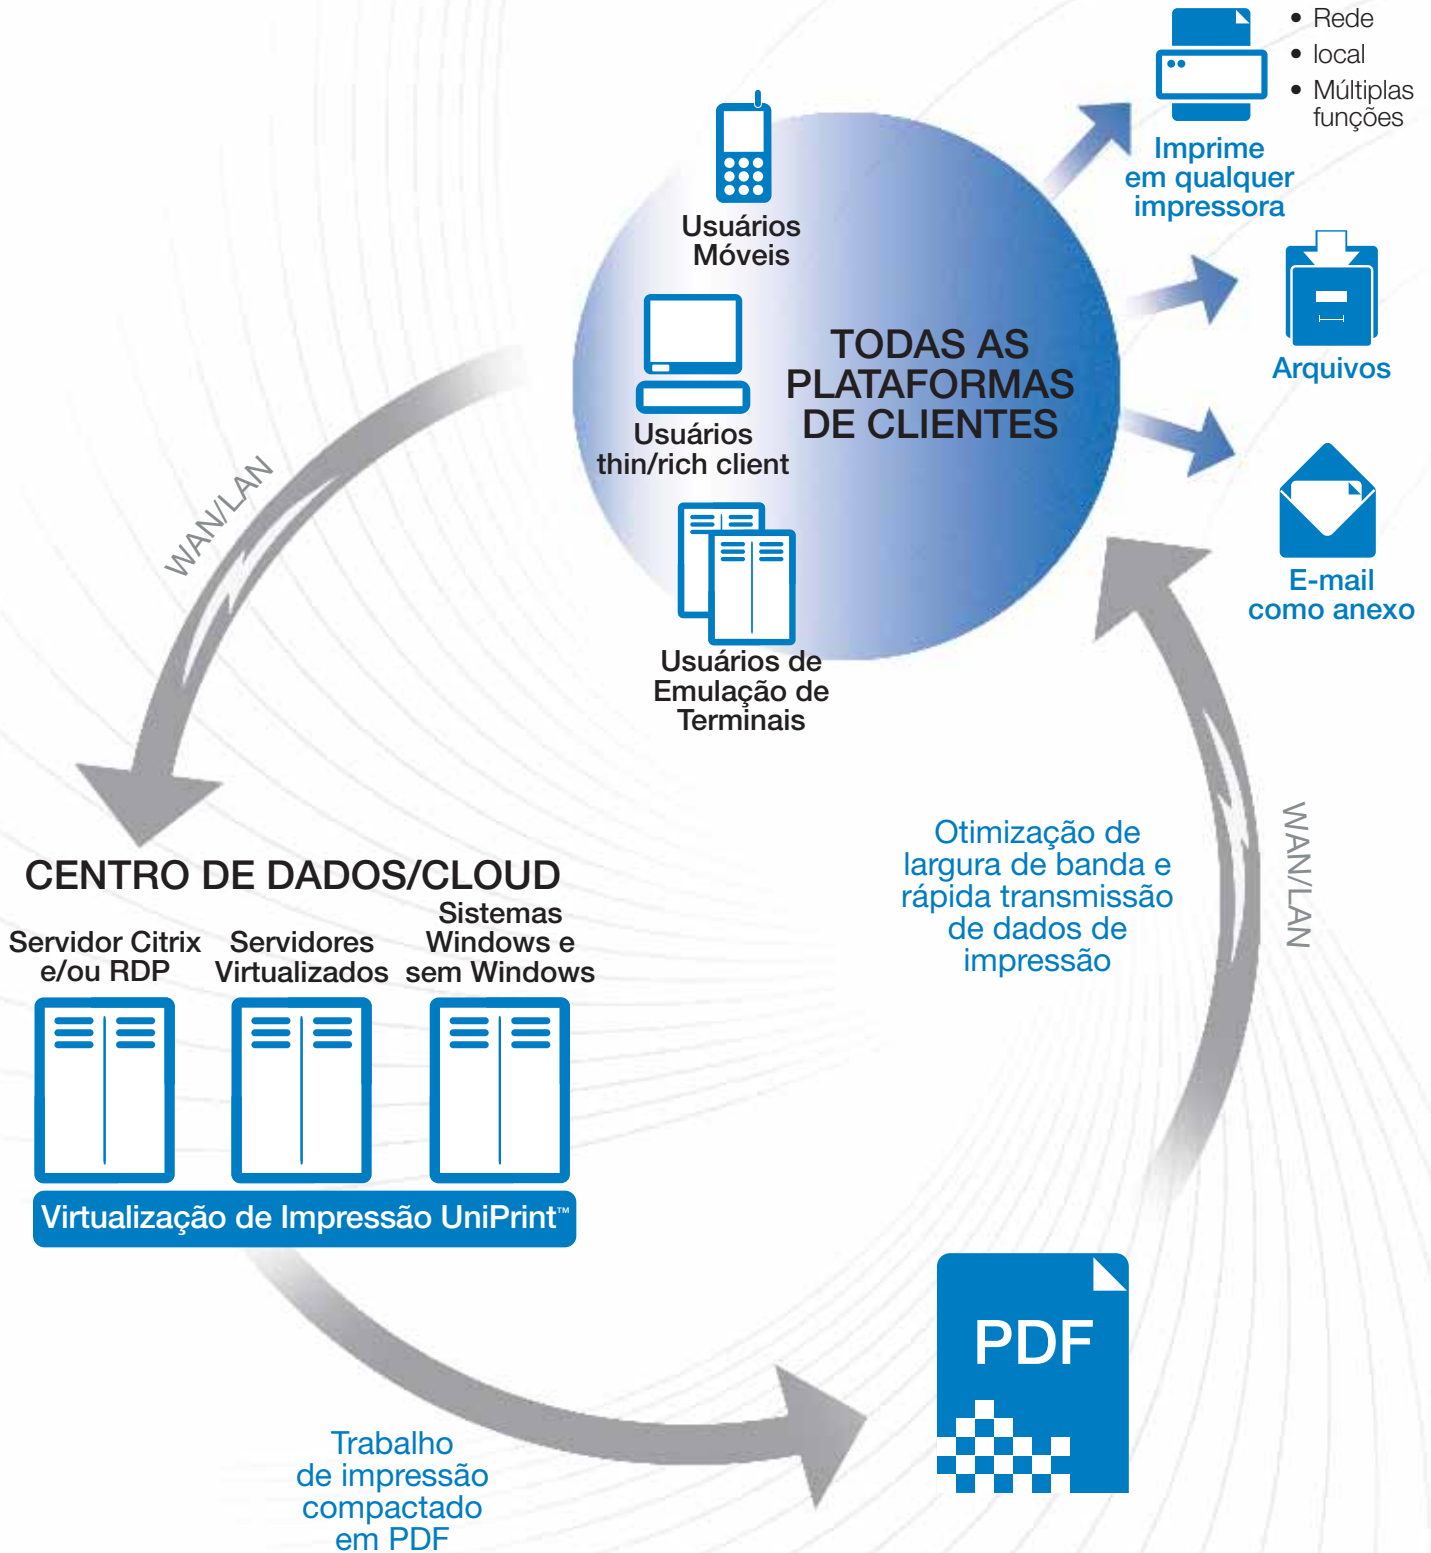 • Rede
• local
• Múltiplas
funções
Imprime
em qualquer
impressora
Arquivos
E-mail
como anexo
Usuários
Móveis
Usuários
thin/rich client
Usuários de
Emulação de
Terminais
TODAS AS
PLATAFORMAS
DE CLIENTES
WAN/LAN
CENTRO DE DADOS/CLOUD
Servidor Citrix
e/ou RDP
Servidores
Virtualizados
Sistemas
Windows e
sem Windows
Virtualização de Impressão UniPrint™
Trabalho
de impressão
compactado
em PDF
PDF
Otimização de
largura de banda e
rápida transmissão
de dados de
impressão
WAN/LAN